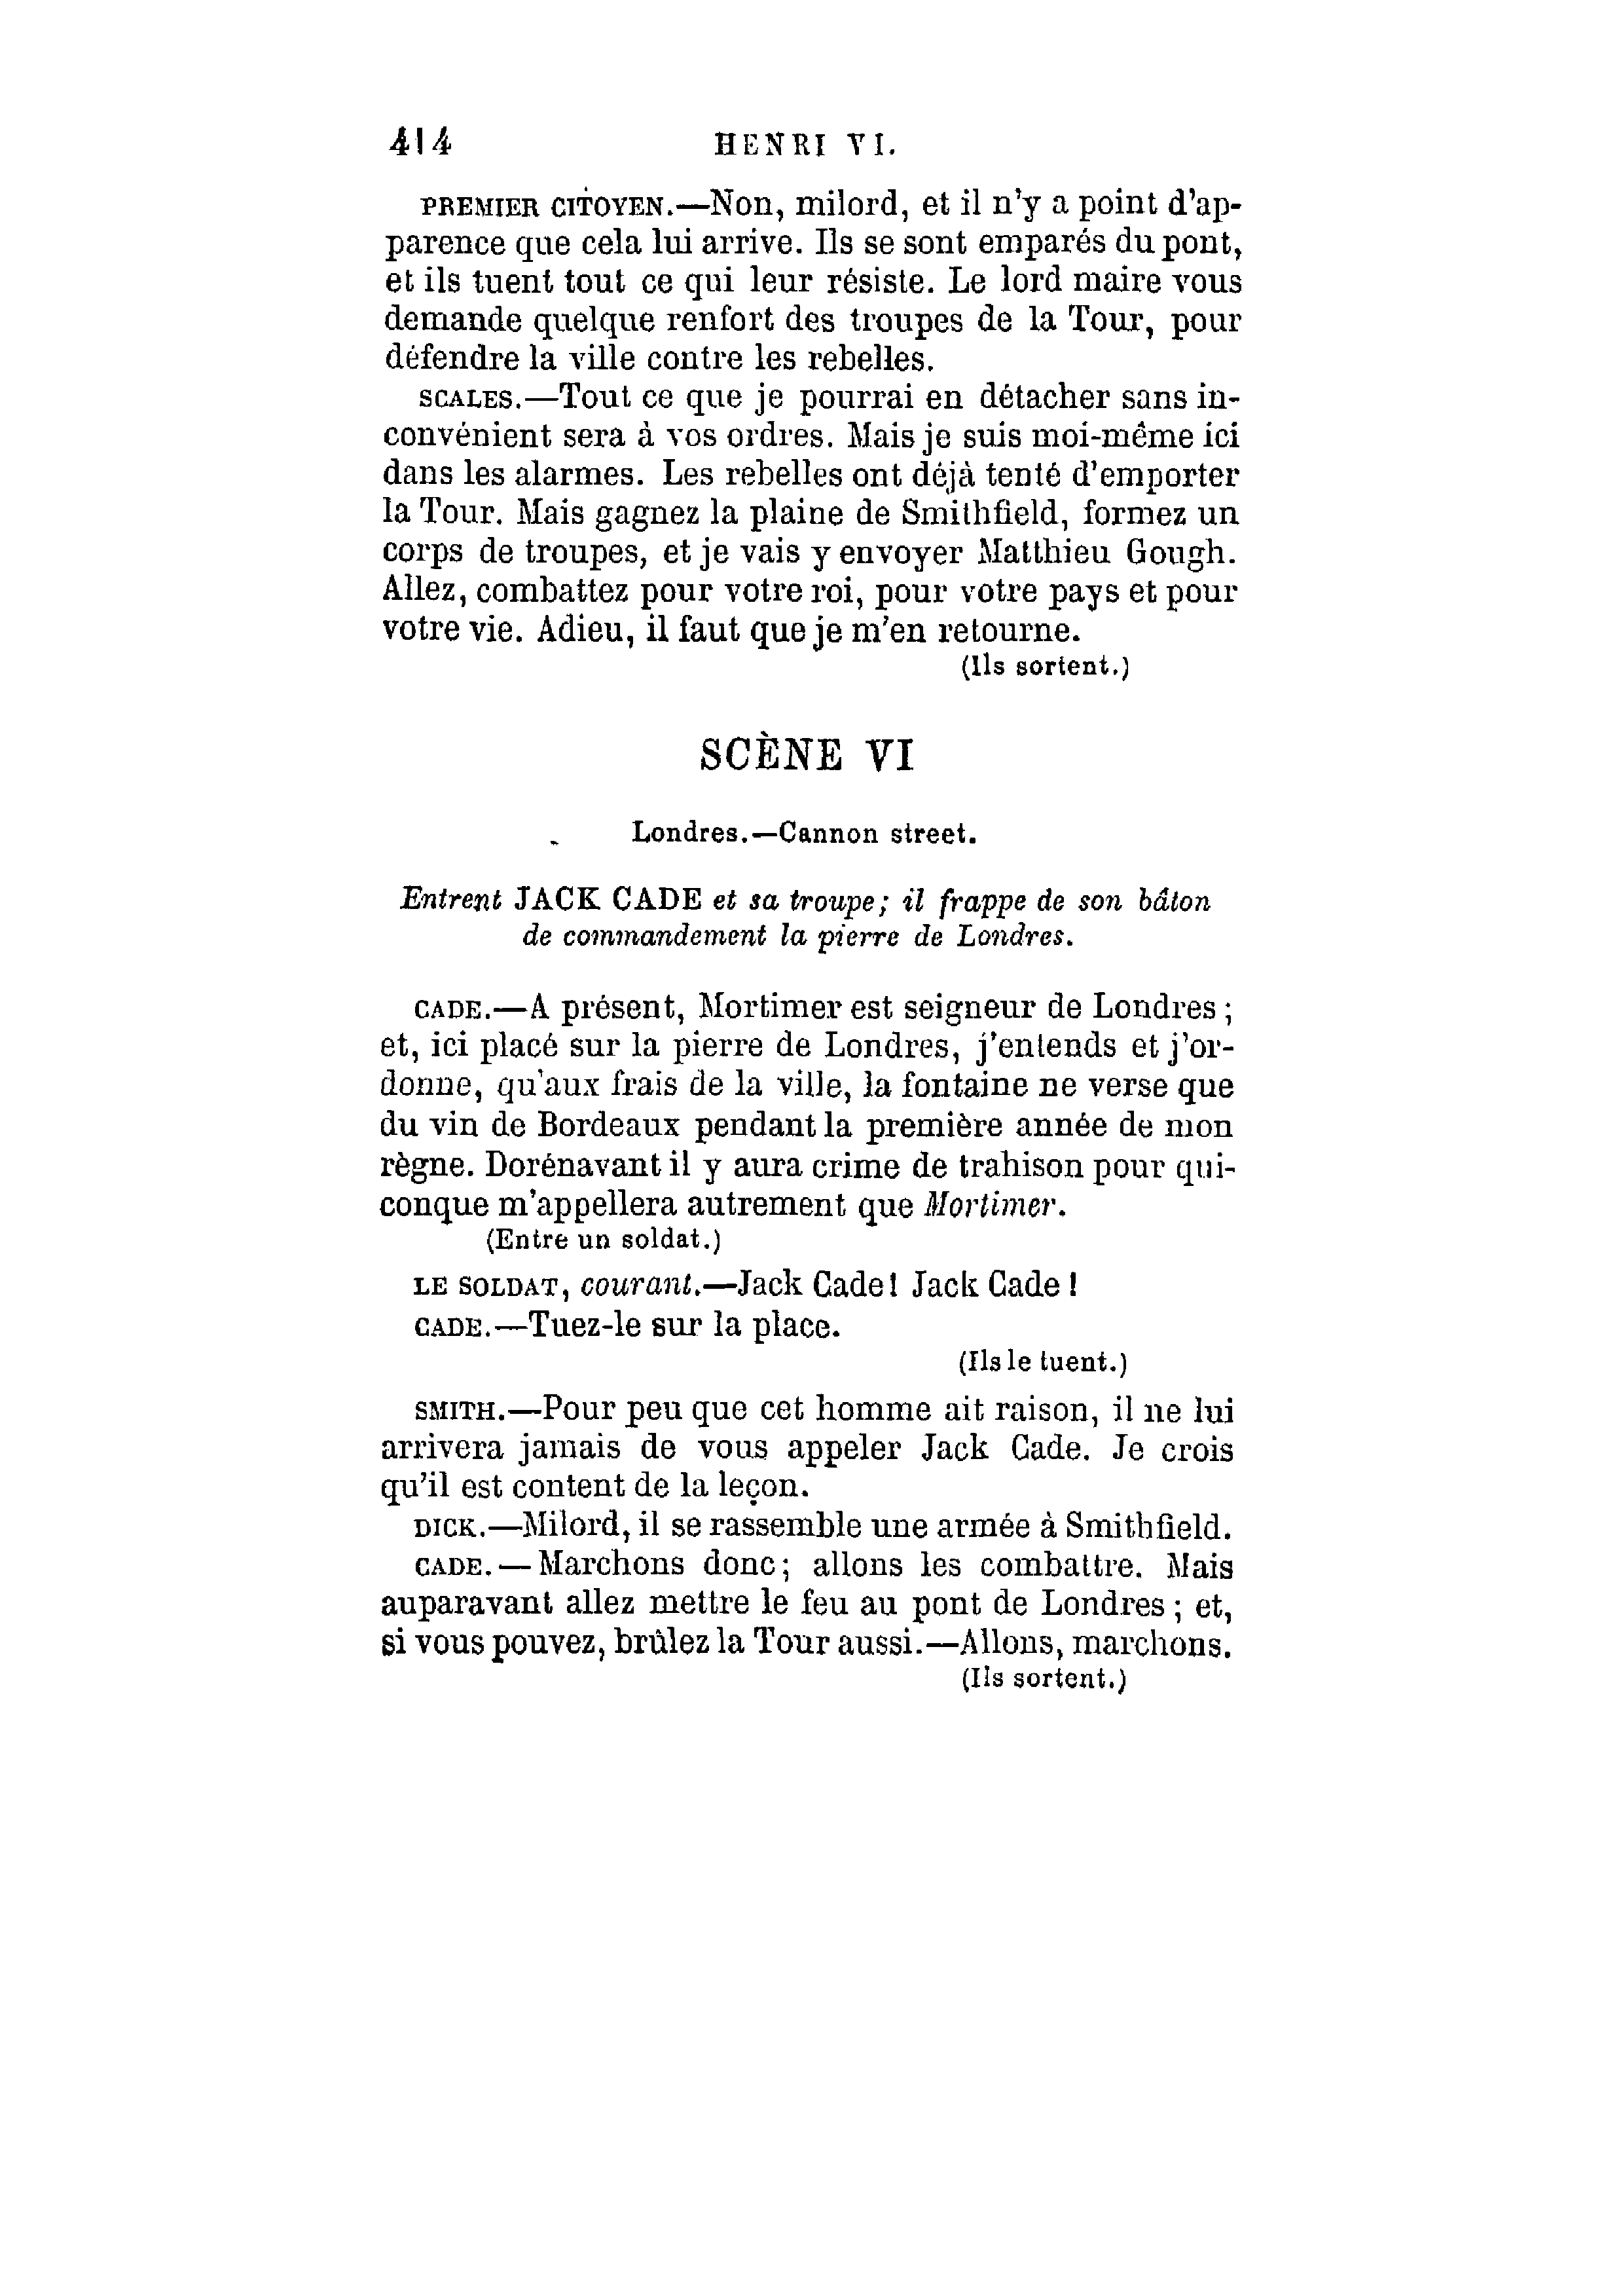 414 HENRI VI.
PREMIER CITOYEN.—Non, milord, et il n'y a point d'ap-
parence que cela lui arrive. Ils se sont emparés du pont,
et ils tuent tout ce qui leur résiste. Le lord maire vous
demande quelque renfort des troupes de la Tour, pour
défendre la ville contre les rebelles.
SCALES.—Tout ce que je pourrai en détacher sans in-
convénient sera à vos ordres. Mais je suis moi-même ici
dans les alarmes. Les rebelles ont déjà tenté d'emporter
la Tour. Mais gagnez la plaine de Smithfield, formez un
corps de troupes, et je vais y envoyer Matthieu Gough.
Allez, combattez pour votre roi, pour votre pays et pour
votre vie. Adieu, il faut que je m'en retourne.
(Ils sortent.)
SCÈNE VI
Londres.—Cannon street.
Entrent JACK CADE et sa troupe; il frappe de son bâton
de commandement la pierre de Londres.
CADE.—A présent, Mortimer est seigneur de Londres ;
et, ici placé sur la pierre de Londres, j'entends et j'or-
donne, qu'aux frais de la ville, la fontaine ne verse que
du vin de Bordeaux pendant la première année de mon
règne. Dorénavant il y aura crime de trahison pour qui-
conque m'appellera autrement que Mortimer.
(Entre un soldat.)
LE SOLDAT, courant.—Jack Cade! Jack Cade !
CADE.—Tuez-le sur la place.
(Ils le tuent.)
SMITH.—Pour peu que cet homme ait raison, il ne lui
arrivera jamais de vous appeler Jack Cade. Je crois
qu'il est content de la leçon.
DICK.—Milord, il se rassemble une armée à Smithfield.
CADE.—Marchons donc; allons les combattre. Mais
auparavant allez mettre le feu au pont de Londres ; et,
si vous pouvez, brûlez la Tour aussi.—Allons, marchons.
(Ils sortent.)